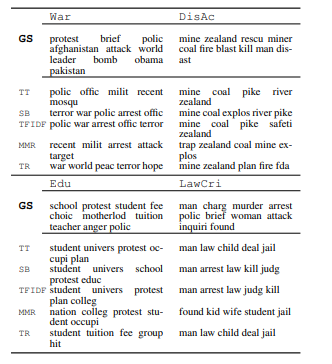 War DisAc
GS protest brief polic mine zealand rescu miner
afghanistan attack world coal fire blast kill man dis-
leader bomb obama ast
pakistan
TT polic offic milit recent mine coal pike river
mosqu zealand
SB terror war polic arrest offic mine coal explos river pike
TFIDF polic war arrest offic terror mine coal pike safeti
zealand
MMR recent milit arrest attack trap zealand coal mine ex-
target plos
TR war world peac terror hope mine zealand plan fire fda
Edu LawCri
GS school protest student fee man charg murder arrest
choic motherlod tuition polic brief woman attack
teacher anger polic inquiri found
TT student univers protest oc- man law child deal jail
cupi plan
SB student univers school man arrest law kill judg
protest educ
TFIDF student univers protest man arrest law judg kill
plan colleg
MMR nation colleg protest stu- found kid wife student jail
dent occupi
TR student tuition fee group man law child deal jail
hit